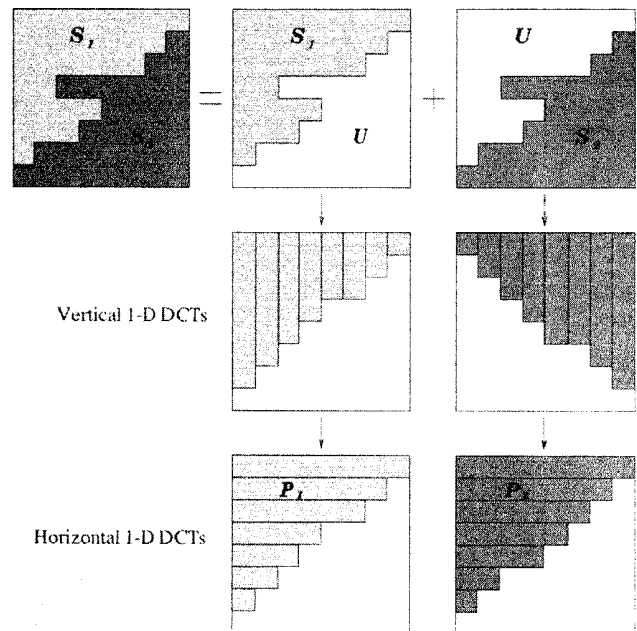 S₁ = S₁ + U
S₂ U S₂
Vertical 1-D DCTs
P₁ P₂
Horizontal 1-D DCTs